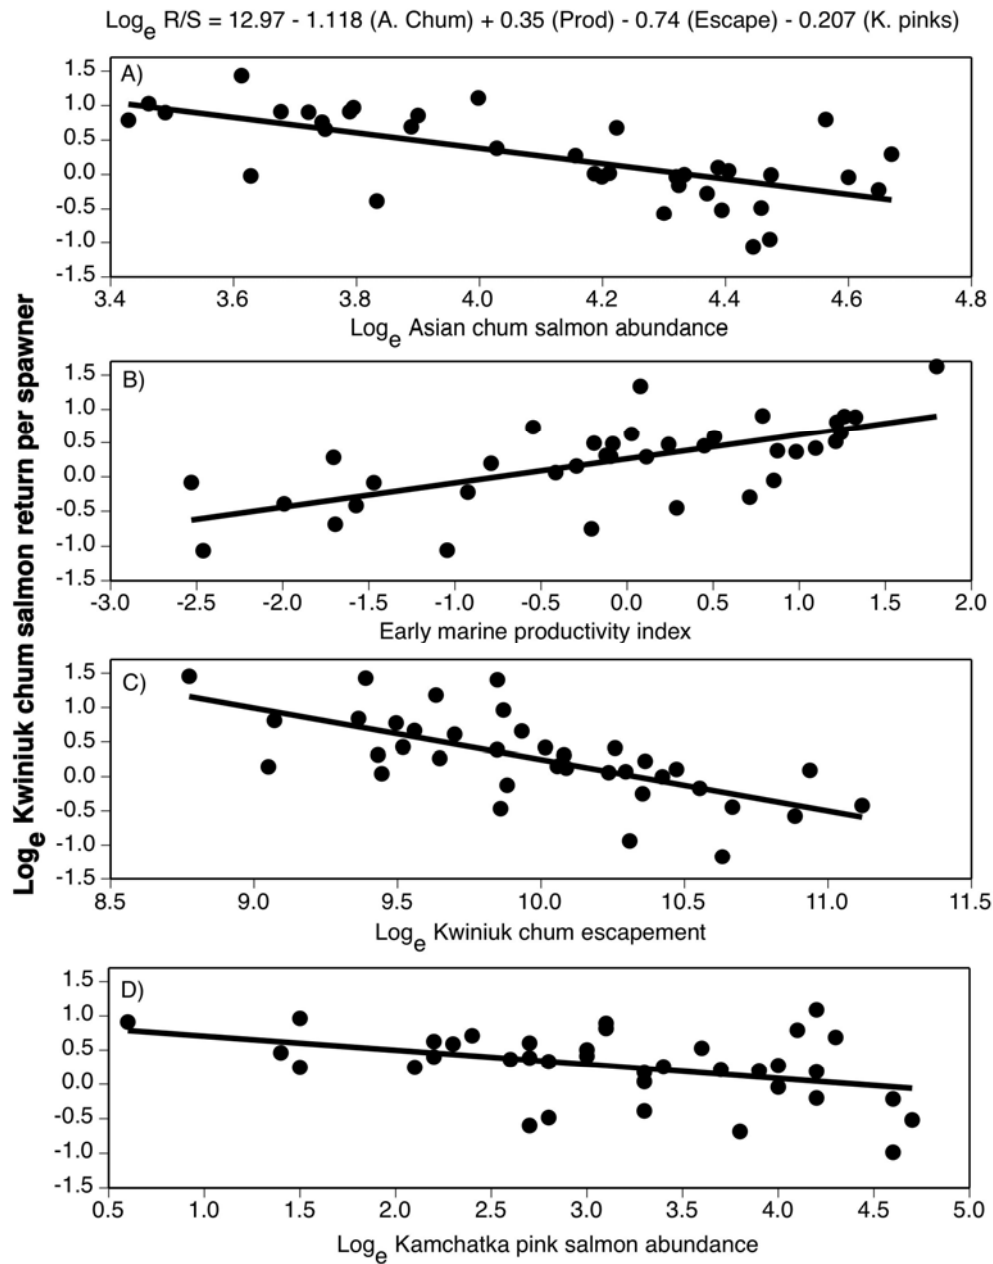 Loge R/S = 12.97 - 1.118 (A. Chum) + 0.35 (Prod) - 0.74 (Escape) - 0.207 (K. pinks)
Loge Kwiniuk chum salmon return per spawner
A)
1.5
1.0
0.5
0.0
-0.5
-1.0
-1.5
3.4 3.6 3.8 4.0 4.2 4.4 4.6 4.8
Loge Asian chum salmon abundance
B)
1.5
1.0
0.5
0.0
-0.5
-1.0
-1.5
-3.0 -2.5 -2.0 -1.5 -1.0 -0.5 0.0 0.5 1.0 1.5 2.0
Early marine productivity index
C)
1.5
1.0
0.5
0.0
-0.5
-1.0
-1.5
8.5 9.0 9.5 10.0 10.5 11.0 11.5
Loge Kwiniuk chum escapement
D)
1.5
1.0
0.5
0.0
-0.5
-1.0
-1.5
0.5 1.0 1.5 2.0 2.5 3.0 3.5 4.0 4.5 5.0
Loge Kamchatka pink salmon abundance